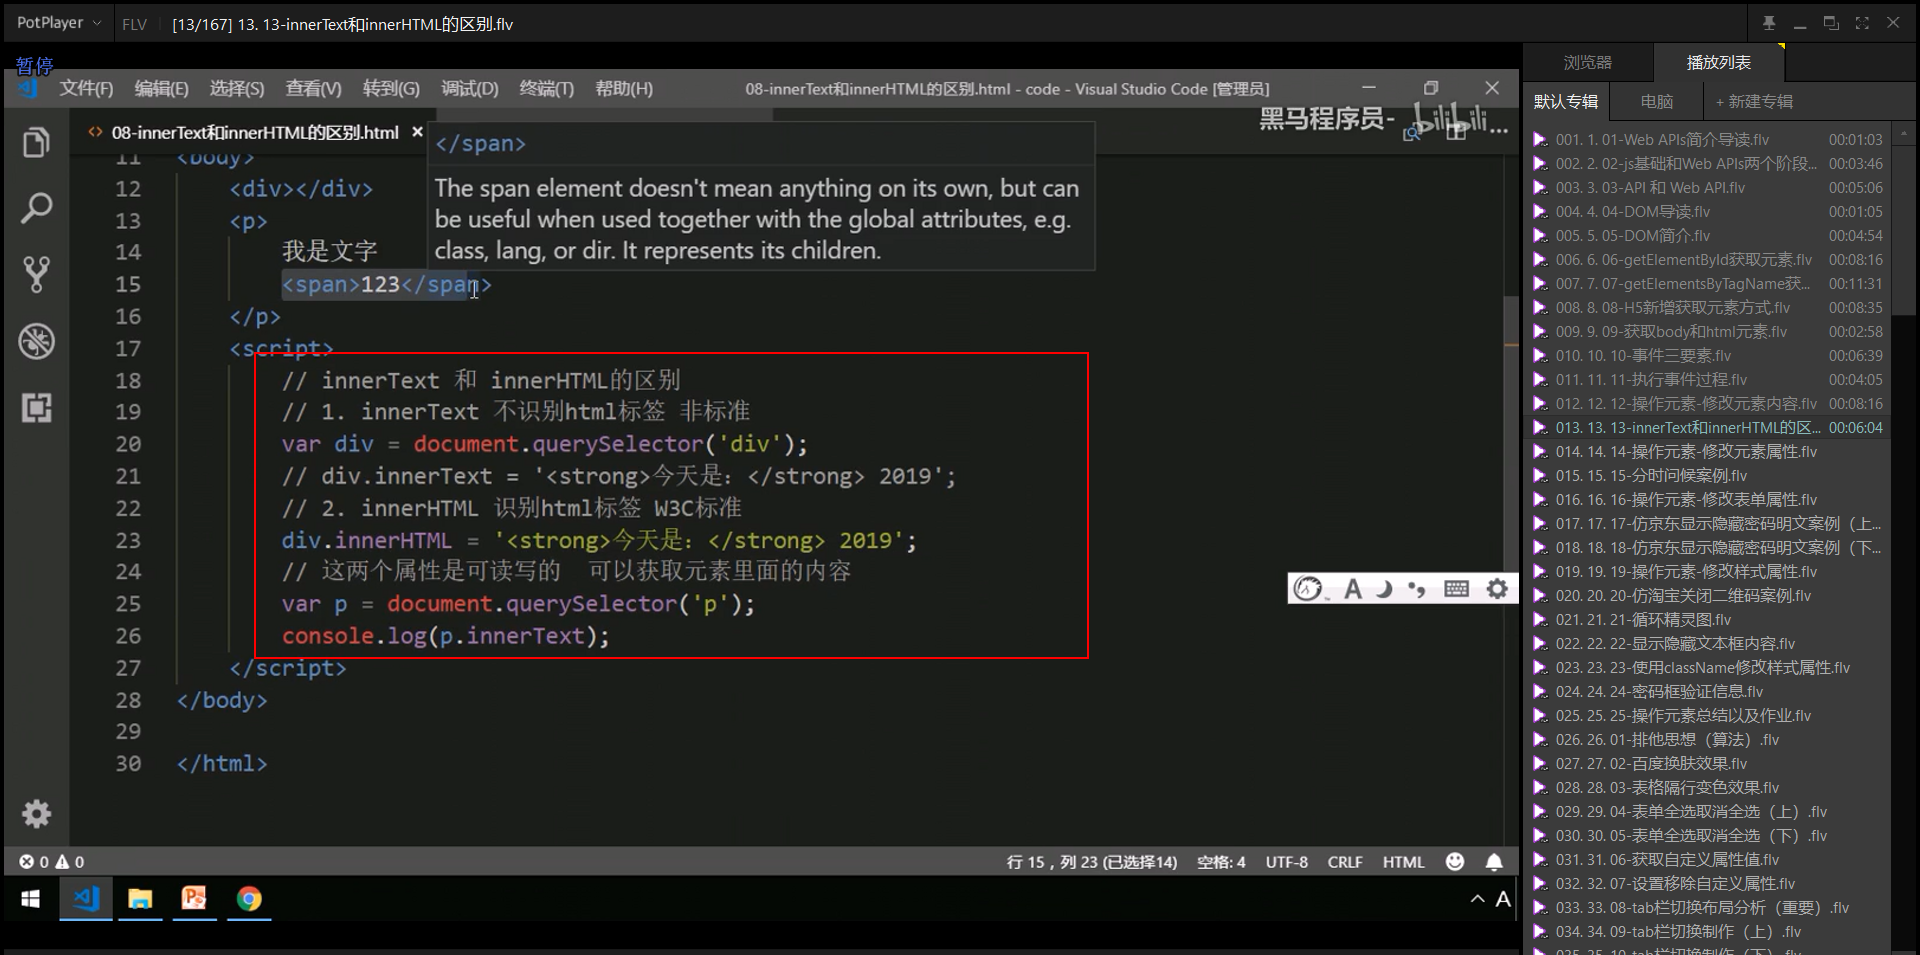 PotPlayer
FLV
[13/167] 13. 13-innerText和innerHTML的区别.flv
暂停
文件(F) 编辑(E) 选择(S) 查看(V) 转到(G) 调试(D) 终端(T) 帮助(H)
08-innerText和innerHTML的区别.html - code - Visual Studio Code [管理员]
08-innerText和innerHTML的区别.html
黑马程序员-
bilibili
</span>
The span element doesn't mean anything on its own, but can
be useful when used together with the global attributes, e.g.
class, lang, or dir. It represents its children.
11 <body>
12 <div></div>
13 <p>
14 我是文字
15 <span>123</span>
16 </p>
17 <script>
18 // innerText 和 innerHTML的区别
19 // 1. innerText 不识别html标签 非标准
20 var div = document.querySelector('div');
21 // div.innerText = '<strong>今天是：</strong> 2019';
22 // 2. innerHTML 识别html标签 W3C标准
23 div.innerHTML = '<strong>今天是：</strong> 2019';
24 // 这两个属性是可读写的 可以获取元素里面的内容
25 var p = document.querySelector('p');
26 console.log(p.innerText);
27 </script>
28 </body>
29
30 </html>
0 0
行 15，列 23 (已选择14) 空格: 4 UTF-8 CRLF HTML
A
A
浏览器 播放列表
默认专辑 电脑 + 新建专辑
001. 1. 01-Web APIs简介导读.flv 00:01:03
002. 2. 02-js基础和Web APIs两个阶段... 00:03:46
003. 3. 03-API 和 Web API.flv 00:05:06
004. 4. 04-DOM导读.flv 00:01:05
005. 5. 05-DOM简介.flv 00:04:54
006. 6. 06-getElementById获取元素.flv 00:08:16
007. 7. 07-getElementsByTagName获... 00:11:31
008. 8. 08-H5新增获取元素方式.flv 00:08:35
009. 9. 09-获取body和html元素.flv 00:02:58
010. 10. 10-事件三要素.flv 00:06:39
011. 11. 11-执行事件过程.flv 00:04:05
012. 12. 12-操作元素-修改元素内容.flv 00:08:16
013. 13. 13-innerText和innerHTML的区... 00:06:04
014. 14. 14-操作元素-修改元素属性.flv
015. 15. 15-分时问候案例.flv
016. 16. 16-操作元素-修改表单属性.flv
017. 17. 17-仿京东显示隐藏密码明文案例（上...
018. 18. 18-仿京东显示隐藏密码明文案例（下...
019. 19. 19-操作元素-修改样式属性.flv
020. 20. 20-仿淘宝关闭二维码案例.flv
021. 21. 21-循环精灵图.flv
022. 22. 22-显示隐藏文本框内容.flv
023. 23. 23-使用className修改样式属性.flv
024. 24. 24-密码框验证信息.flv
025. 25. 25-操作元素总结以及作业.flv
026. 26. 01-排他思想（算法）.flv
027. 27. 02-百度换肤效果.flv
028. 28. 03-表格隔行变色效果.flv
029. 29. 04-表单全选取消全选（上）.flv
030. 30. 05-表单全选取消全选（下）.flv
031. 31. 06-获取自定义属性值.flv
032. 32. 07-设置移除自定义属性.flv
033. 33. 08-tab栏切换布局分析（重要）.flv
034. 34. 09-tab栏切换制作（上）.flv
035. 35. 10-tab栏切换制作（下）.flv